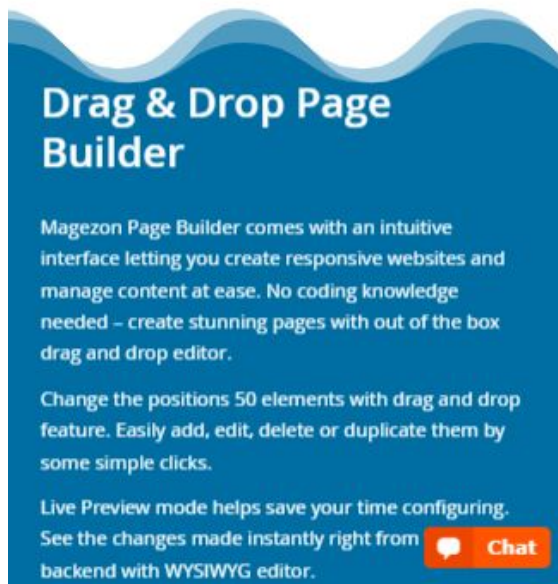 Drag & Drop Page
Builder
Magezon Page Builder comes with an intuitive
interface letting you create responsive websites and
manage content at ease. No coding knowledge
needed – create stunning pages with out of the box
drag and drop editor.
Change the positions 50 elements with drag and drop
feature. Easily add, edit, delete or duplicate them by
some simple clicks.
Live Preview mode helps save your time configuring.
See the changes made instantly right from
Chat
backend with WYSIWYG editor.